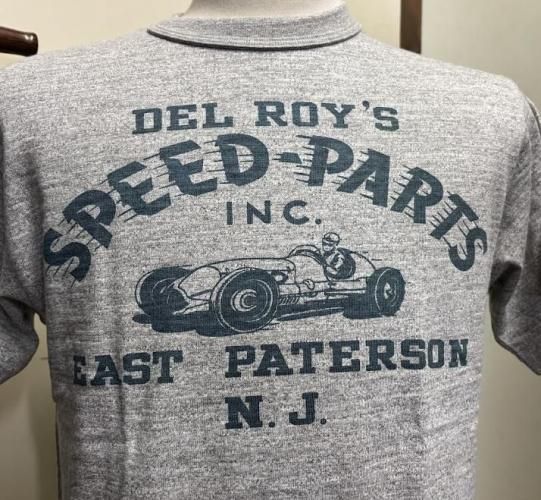 DEL ROY'S
SPEED-PARTS
INC.
EAST PATERSON
N.J.